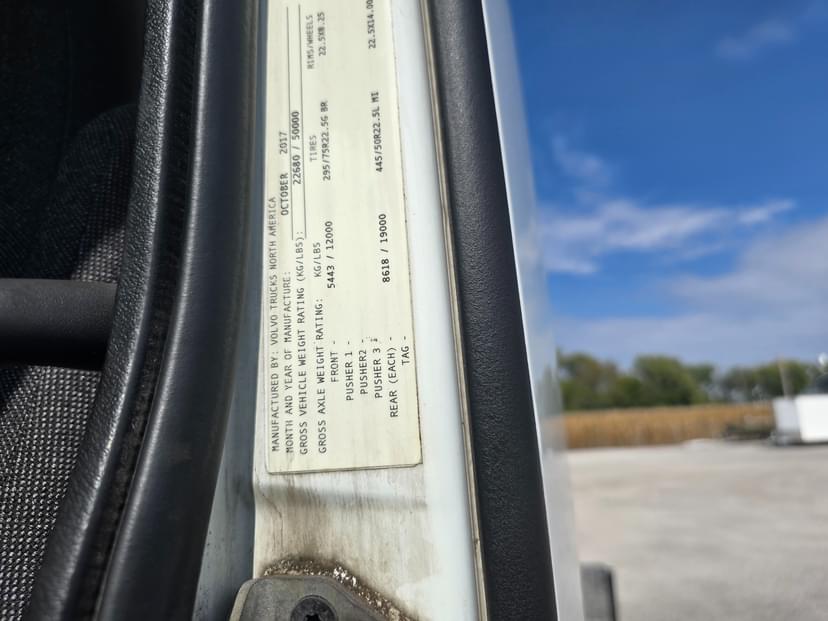 MANUFACTURED BY: VOLVO TRUCKS NORTH AMERICA
MONTH AND YEAR OF MANUFACTURE: OCTOBER 2017
GROSS VEHICLE WEIGHT RATING (KG/LBS): 22680 / 50000
GROSS AXLE WEIGHT RATING: KG/LBS TIRES RIMS/WHEELS
FRONT - 5443 / 12000 295/75R22.5G BR 22.5X8.25
PUSHER 1 -
PUSHER2 -
PUSHER 3 -
REAR (EACH) - 8618 / 19000 445/50R22.5L MI 22.5X14.00
TAG -